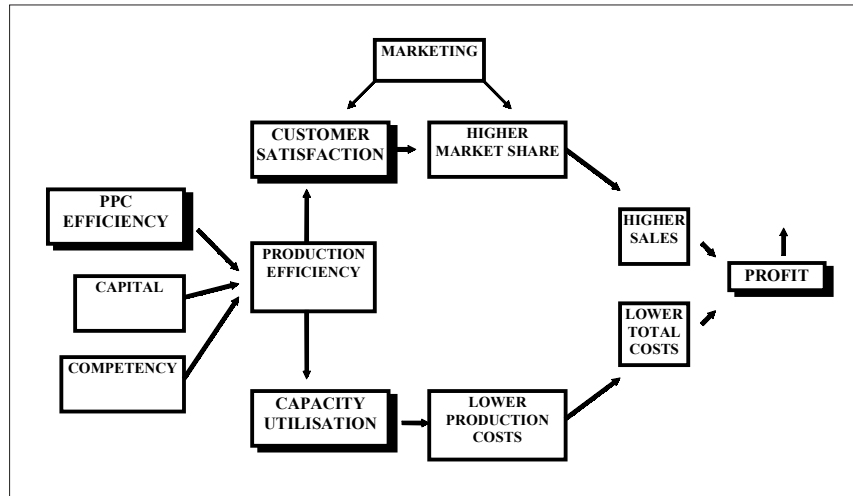 MARKETING
CUSTOMER
SATISFACTION
HIGHER
MARKET SHARE
PPC
EFFICIENCY
HIGHER
SALES
PRODUCTION
EFFICIENCY
PROFIT
CAPITAL
LOWER
TOTAL
COSTS
COMPETENCY
CAPACITY
UTILISATION
LOWER
PRODUCTION
COSTS